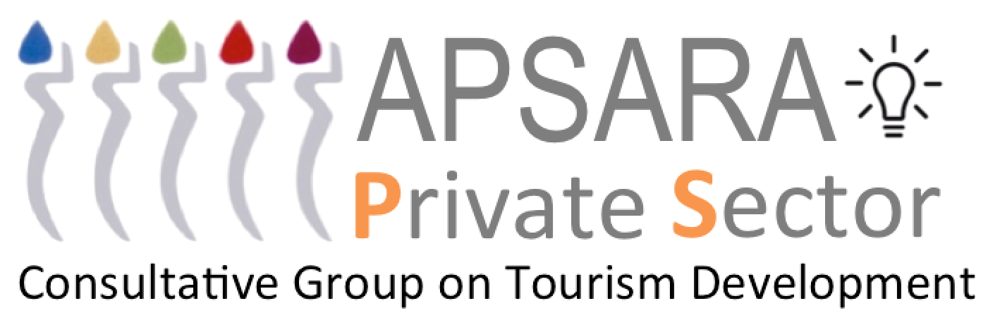 APSARA
Private Sector
Consultative Group on Tourism Development